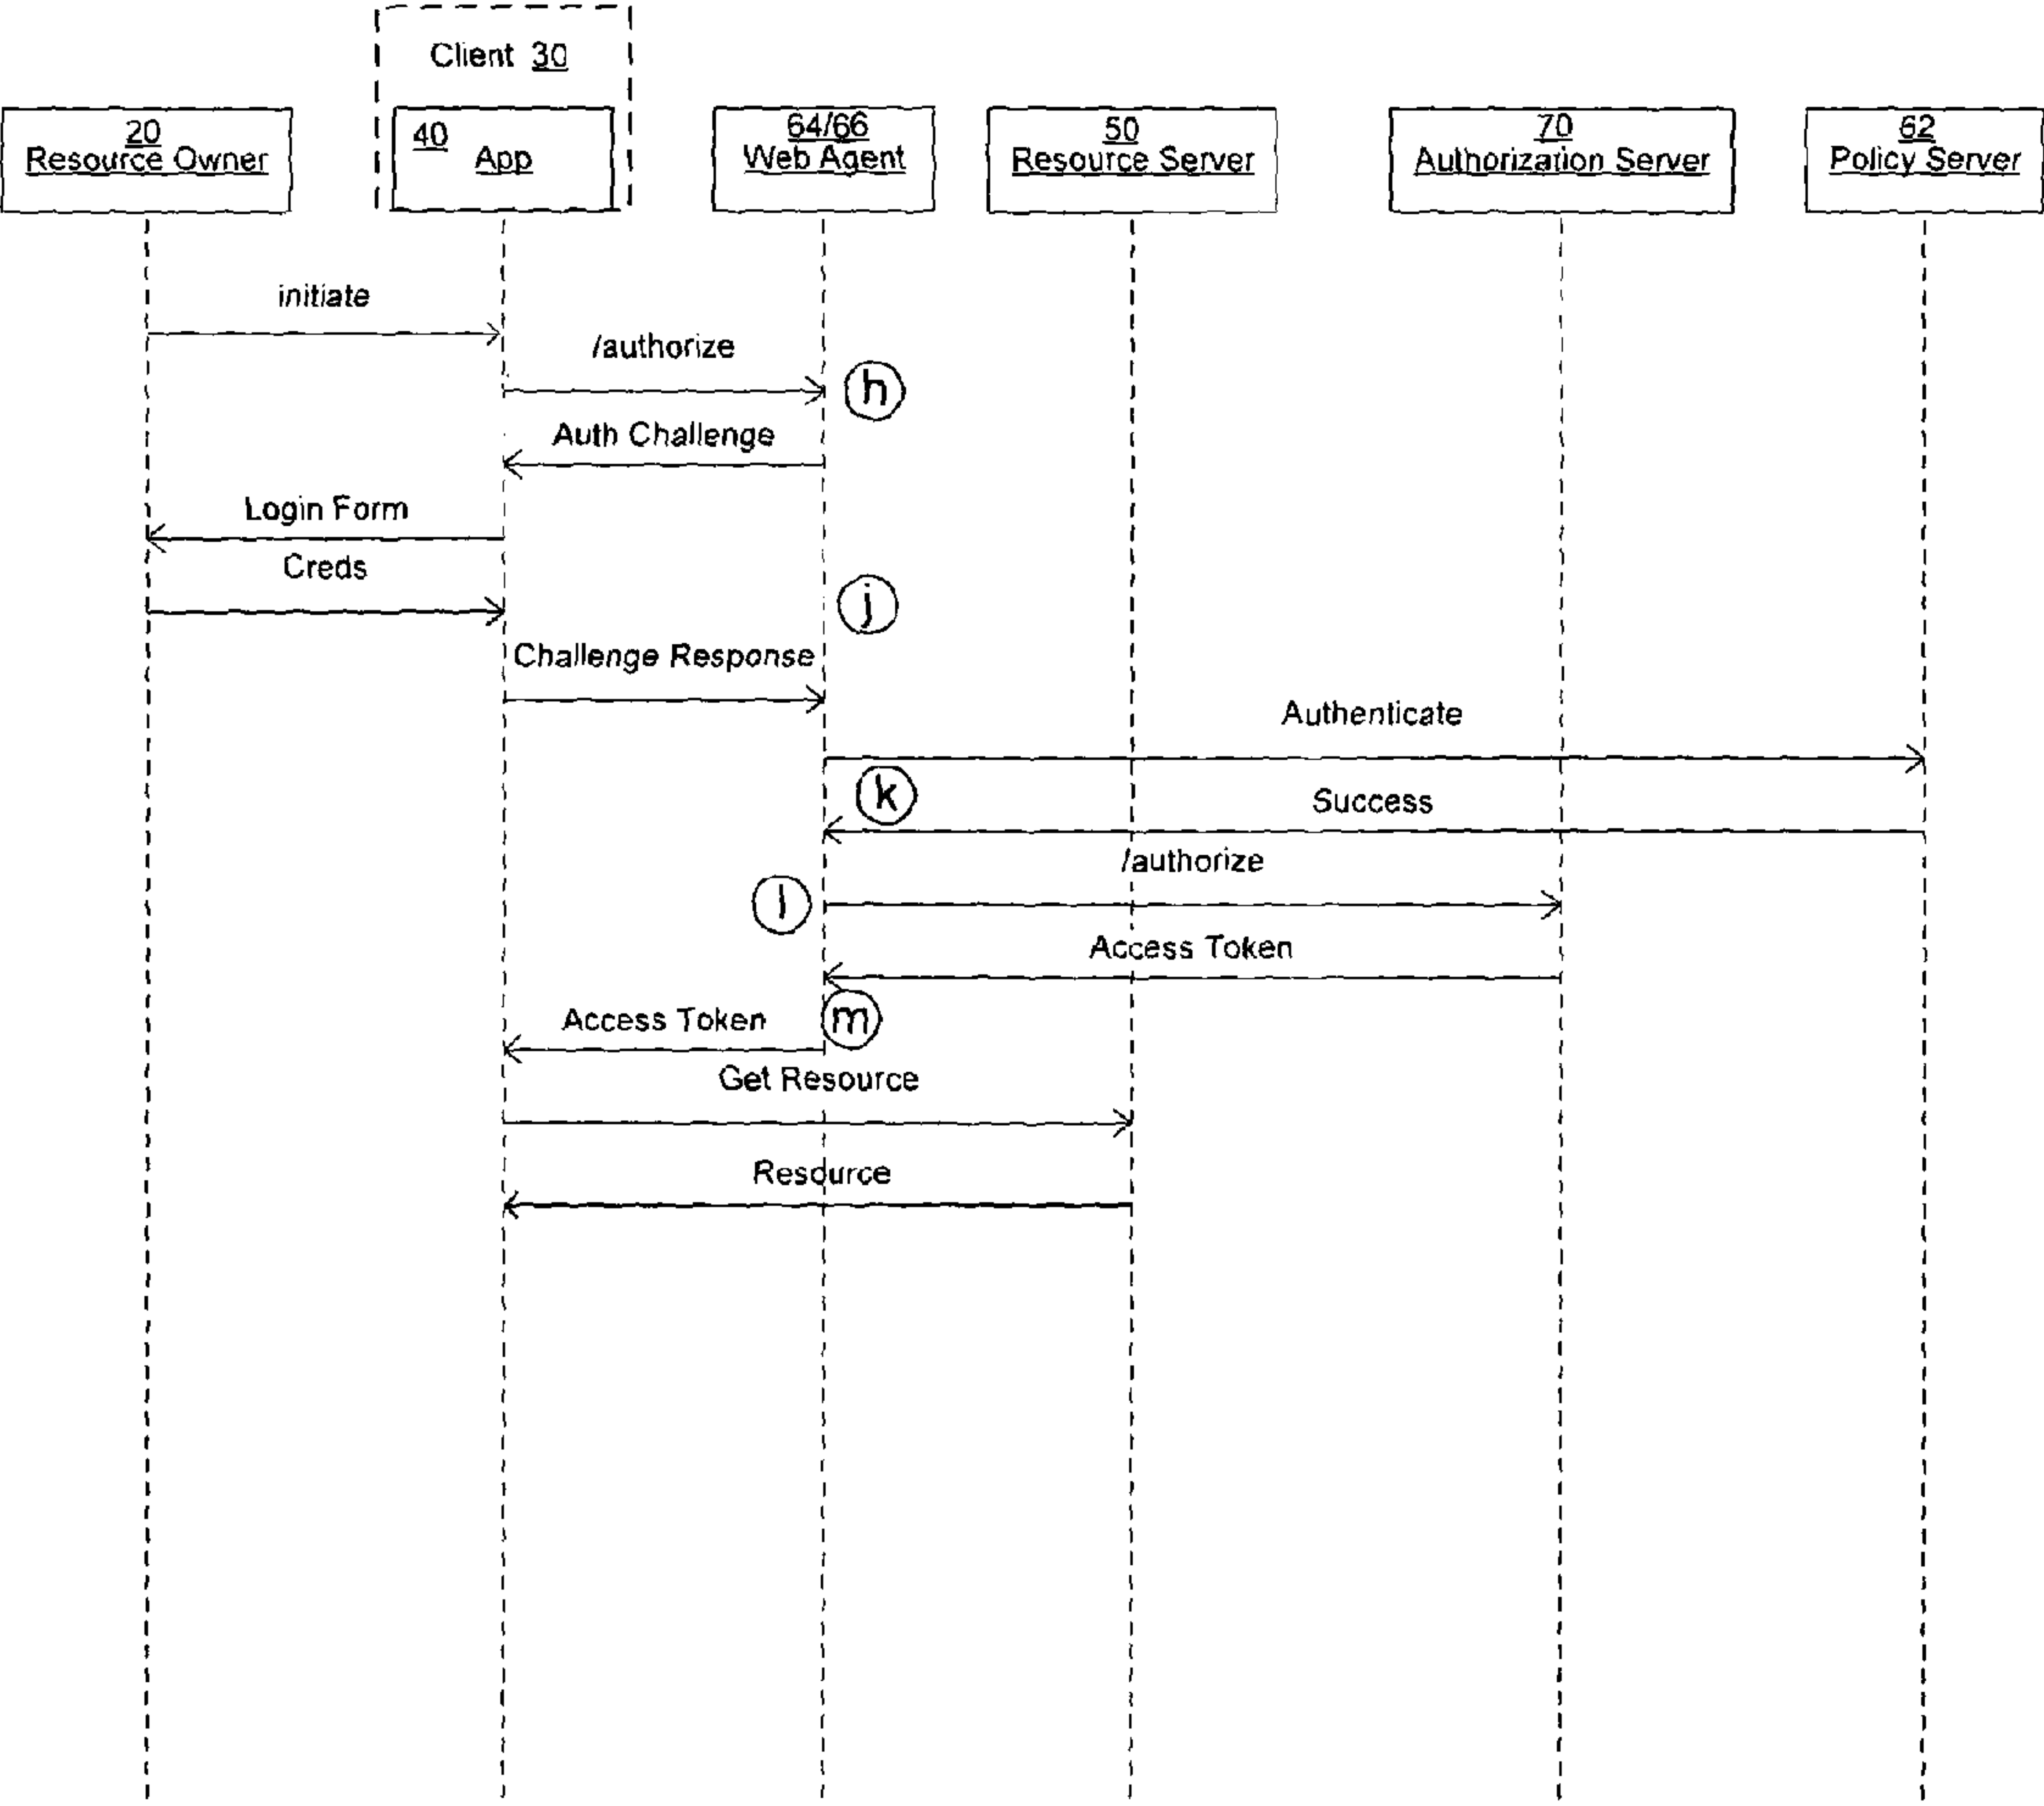 Client 30
20
Resource Owner
40
App
64/66
Web Agent
50
Resource Server
70
Authorization Server
62
Policy Server
initiate
/authorize
h
Auth Challenge
Login Form
Creds
j
Challenge Response
Authenticate
k
Success
/authorize
l
Access Token
m
Access Token
Get Resource
Resource